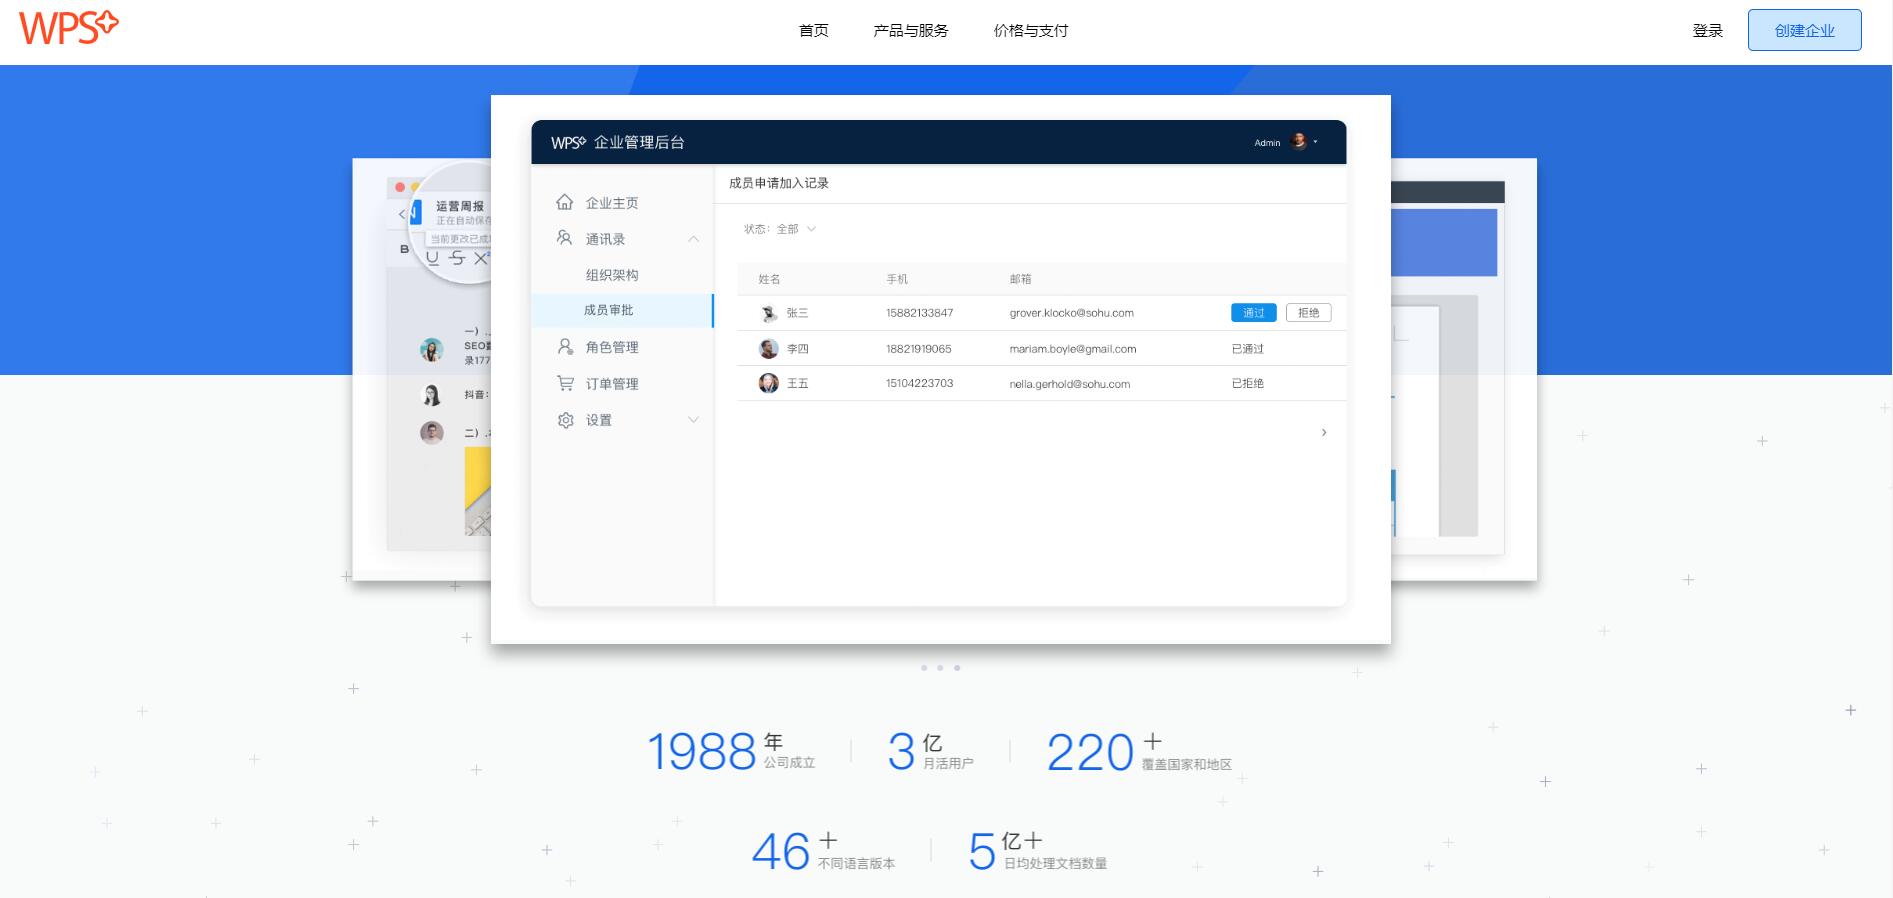 WPS
首页 产品与服务 价格与支付 登录 创建企业
WPS 企业管理后台 Admin
运营周报
正在自动保存
当前更改已成
B
U S X²
一）.
SEO
录177
抖音：
二）.
企业主页
通讯录
组织架构
成员审批
角色管理
订单管理
设置
成员申请加入记录
状态：全部
姓名 手机 邮箱
张三 15882133847 grover.klocko@sohu.com 通过 拒绝
李四 18821919065 mariam.boyle@gmail.com 已通过
王五 15104223703 nella.gerhold@sohu.com 已拒绝
1988 年 公司成立
3 亿 月活用户
220 + 覆盖国家和地区
46 + 不同语言版本
5 亿+ 日均处理文档数量